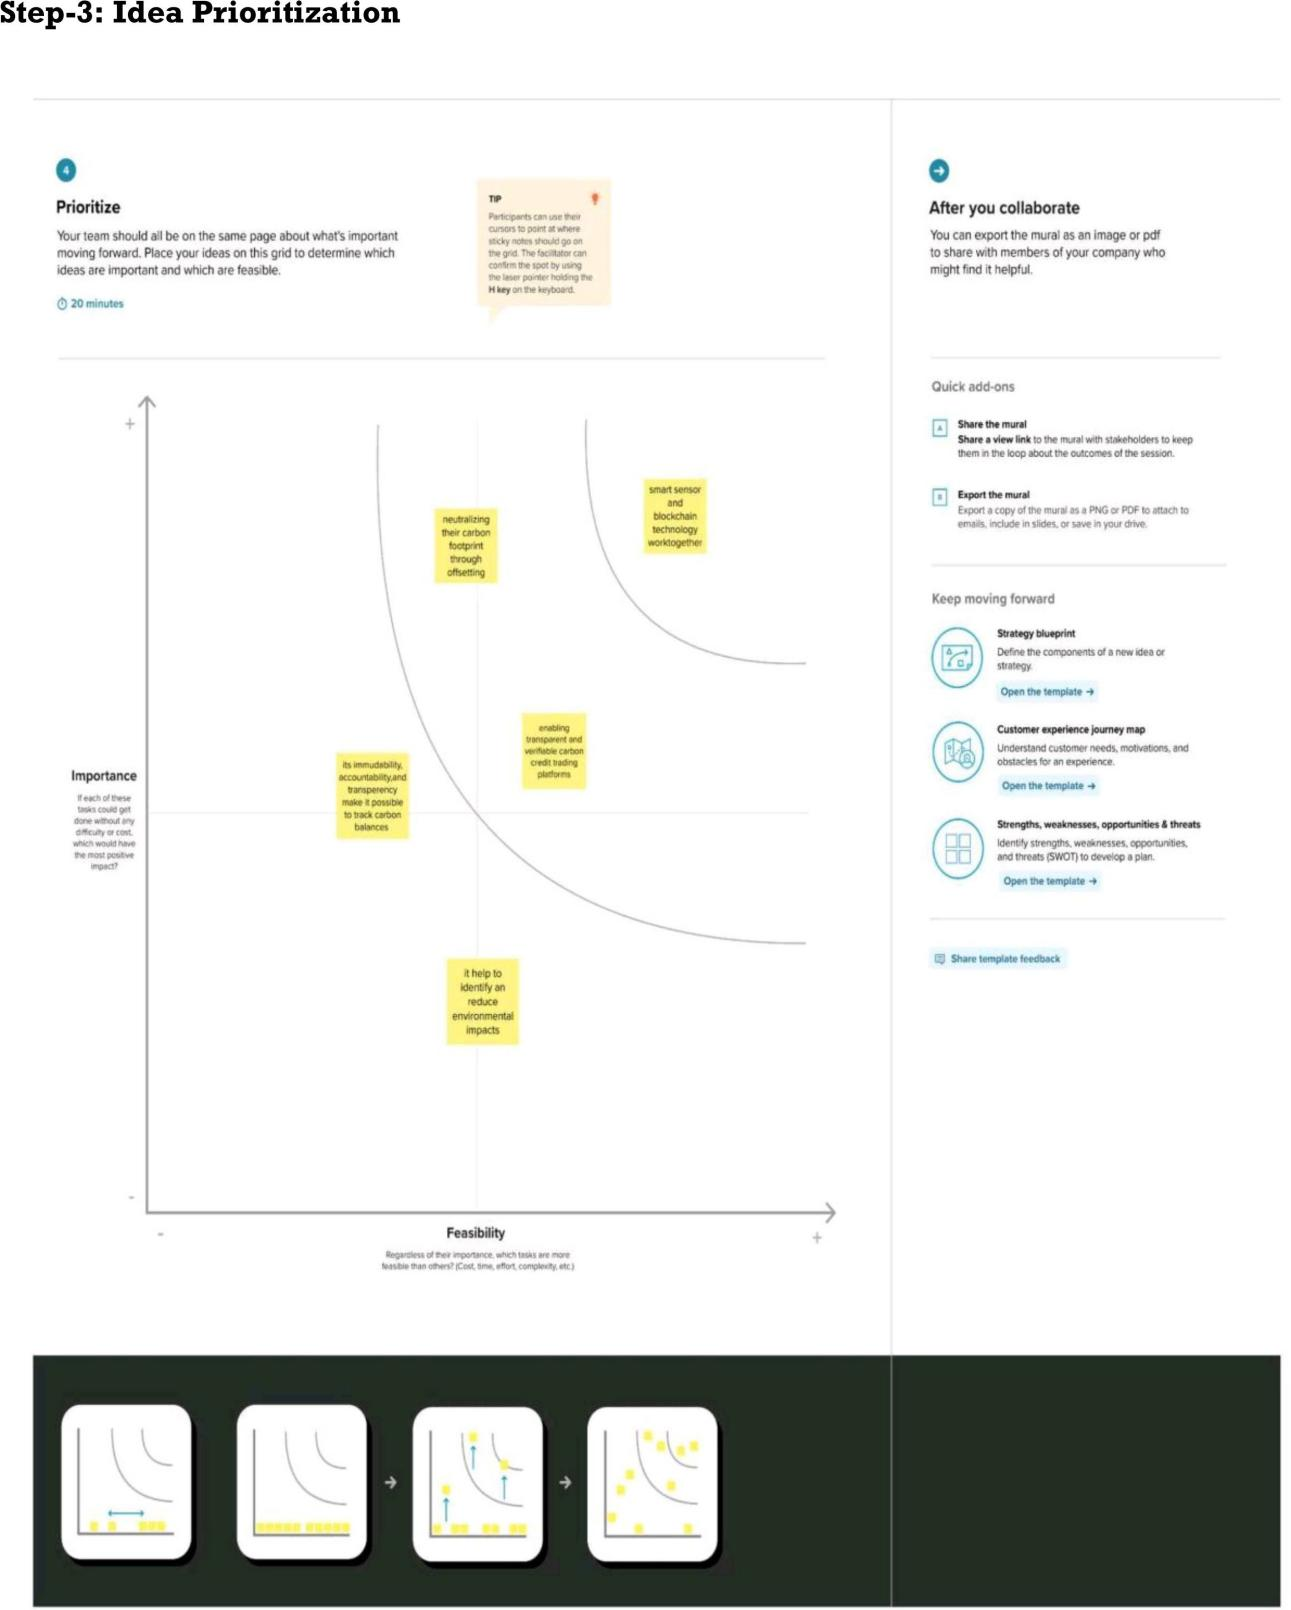 Step-3: Idea Prioritization
4
Prioritize
Your team should all be on the same page about what's important
moving forward. Place your ideas on this grid to determine which
ideas are important and which are feasible.
20 minutes
TIP
Participants can use their
cursors to point at where
sticky notes should go on
the grid. The facilitator can
confirm the spot by using
the laser pointer holding the
H key on the keyboard.
+
neutralizing
their carbon
footprint
through
offsetting
smart sensor
and
blockchain
technology
worktogether
enabling
transparent and
verifiable carbon
credit trading
platforms
its immudability,
accountability,and
transperency
make it possible
to track carbon
balances
it help to
identify an
reduce
environmental
impacts
Importance
If each of these
tasks could get
done without any
difficulty or cost,
which would have
the most positive
impact?
-
-
Feasibility
+
Regardless of their importance, which tasks are more
feasible than others? (Cost, time, effort, complexity, etc.)
After you collaborate
You can export the mural as an image or pdf
to share with members of your company who
might find it helpful.
Quick add-ons
A
Share the mural
Share a view link to the mural with stakeholders to keep
them in the loop about the outcomes of the session.
B
Export the mural
Export a copy of the mural as a PNG or PDF to attach to
emails, include in slides, or save in your drive.
Keep moving forward
Strategy blueprint
Define the components of a new idea or
strategy.
Open the template →
Customer experience journey map
Understand customer needs, motivations, and
obstacles for an experience.
Open the template →
Strengths, weaknesses, opportunities & threats
Identify strengths, weaknesses, opportunities,
and threats (SWOT) to develop a plan.
Open the template →
Share template feedback